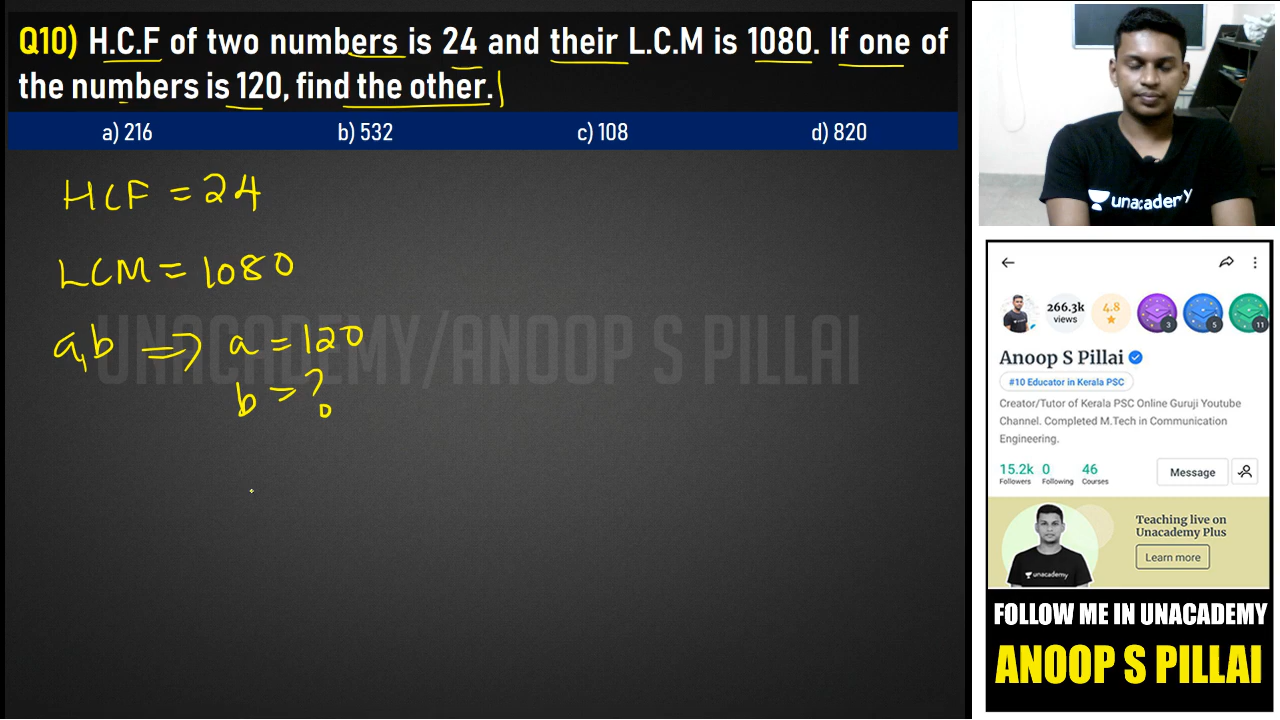 Q10) H.C.F of two numbers is 24 and their L.C.M is 1080. If one of
the numbers is 120, find the other.
a) 216 b) 532 c) 108 d) 820
HCF = 24
LCM = 1080
a,b ⇒ a = 120
b = ?
UNACADEMY/ANOOP S PILLAI
unacademy
266.3k
views
4.8
★
3
5
11
Anoop S Pillai
#10 Educator in Kerala PSC
Creator/Tutor of Kerala PSC Online Guruji Youtube
Channel. Completed M.Tech in Communication
Engineering.
15.2k 0 46
Followers Following Courses
Message
Teaching live on
Unacademy Plus
Learn more
unacademy
FOLLOW ME IN UNACADEMY
ANOOP S PILLAI